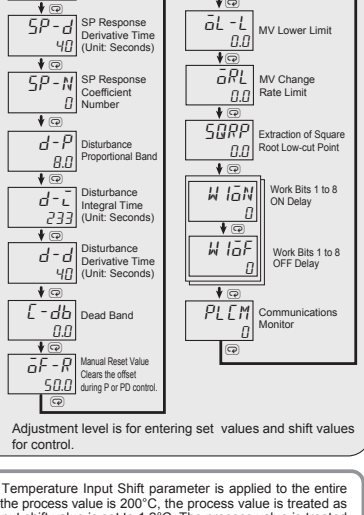 SP-d
40
SP Response
Derivative Time
(Unit: Seconds)
SP-N
0
SP Response
Coefficient
Number
d-P
8.0
Disturbance
Proportional Band
d-i
233
Disturbance
Integral Time
(Unit: Seconds)
d-d
40
Disturbance
Derivative Time
(Unit: Seconds)
C-db
0.0
Dead Band
oF-R
50.0
Manual Reset Value
Clears the offset
during P or PD control.
oL-L
0.0
MV Lower Limit
oRL
0.0
MV Change
Rate Limit
SQRP
0.0
Extraction of Square
Root Low-cut Point
W1oN
0
Work Bits 1 to 8
ON Delay
W1oF
0
Work Bits 1 to 8
OFF Delay
PLCM
0
Communications
Monitor
Adjustment level is for entering set values and shift values
for control.
Temperature Input Shift parameter is applied to the entire
the process value is 200°C, the process value is treated as